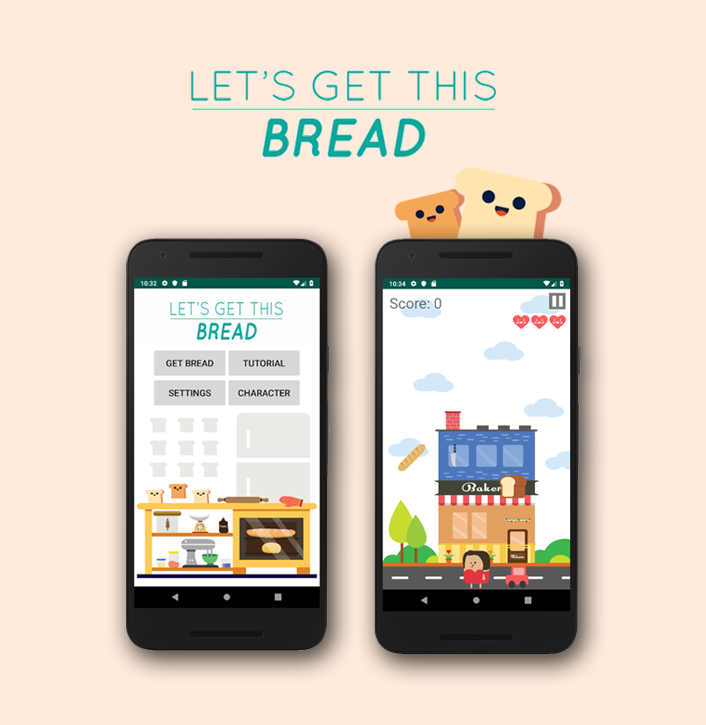 LET'S GET THIS
BREAD
10:32
LET'S GET THIS
BREAD
GET BREAD
TUTORIAL
SETTINGS
CHARACTER
10:34
Score: 0
Baker